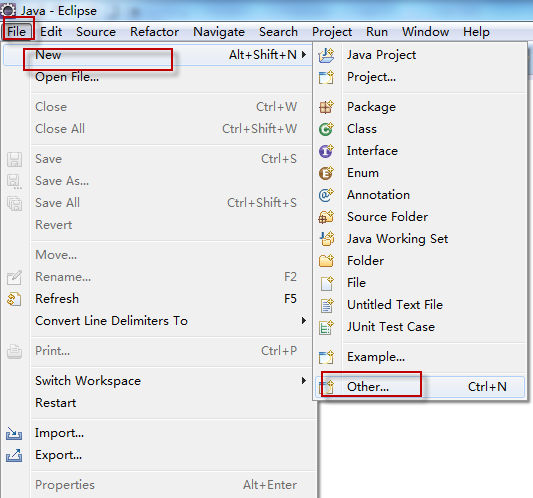 Java - Eclipse
File Edit Source Refactor Navigate Search Project Run Window Help
New Alt+Shift+N
Open File...
Close Ctrl+W
Close All Ctrl+Shift+W
Save Ctrl+S
Save As...
Save All Ctrl+Shift+S
Revert
Move...
Rename... F2
Refresh F5
Convert Line Delimiters To
Print... Ctrl+P
Switch Workspace
Restart
Import...
Export...
Properties Alt+Enter
Java Project
Project...
Package
Class
Interface
Enum
Annotation
Source Folder
Java Working Set
Folder
File
Untitled Text File
JUnit Test Case
Example...
Other... Ctrl+N